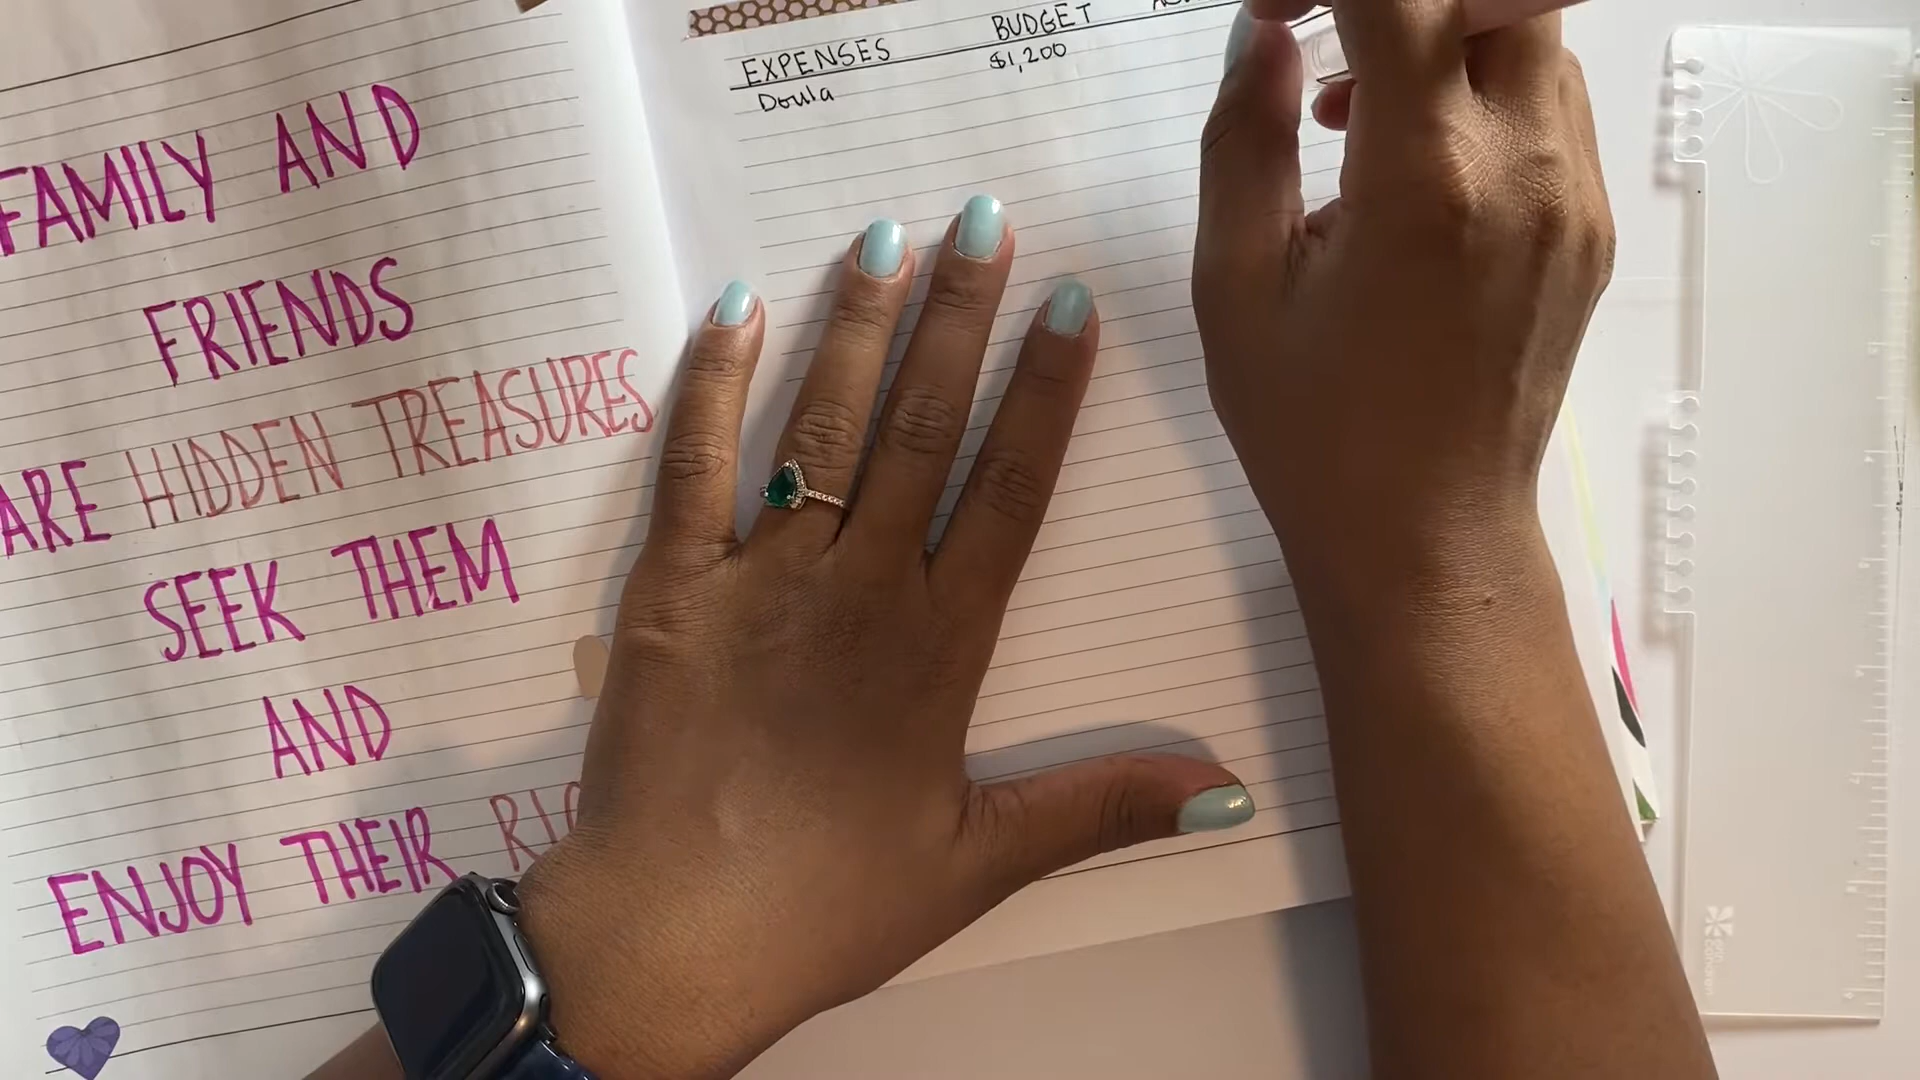 FAMILY AND
FRIENDS
ARE HIDDEN TREASURES
SEEK THEM
AND
ENJOY THEIR
EXPENSES BUDGET
Doula $1,200